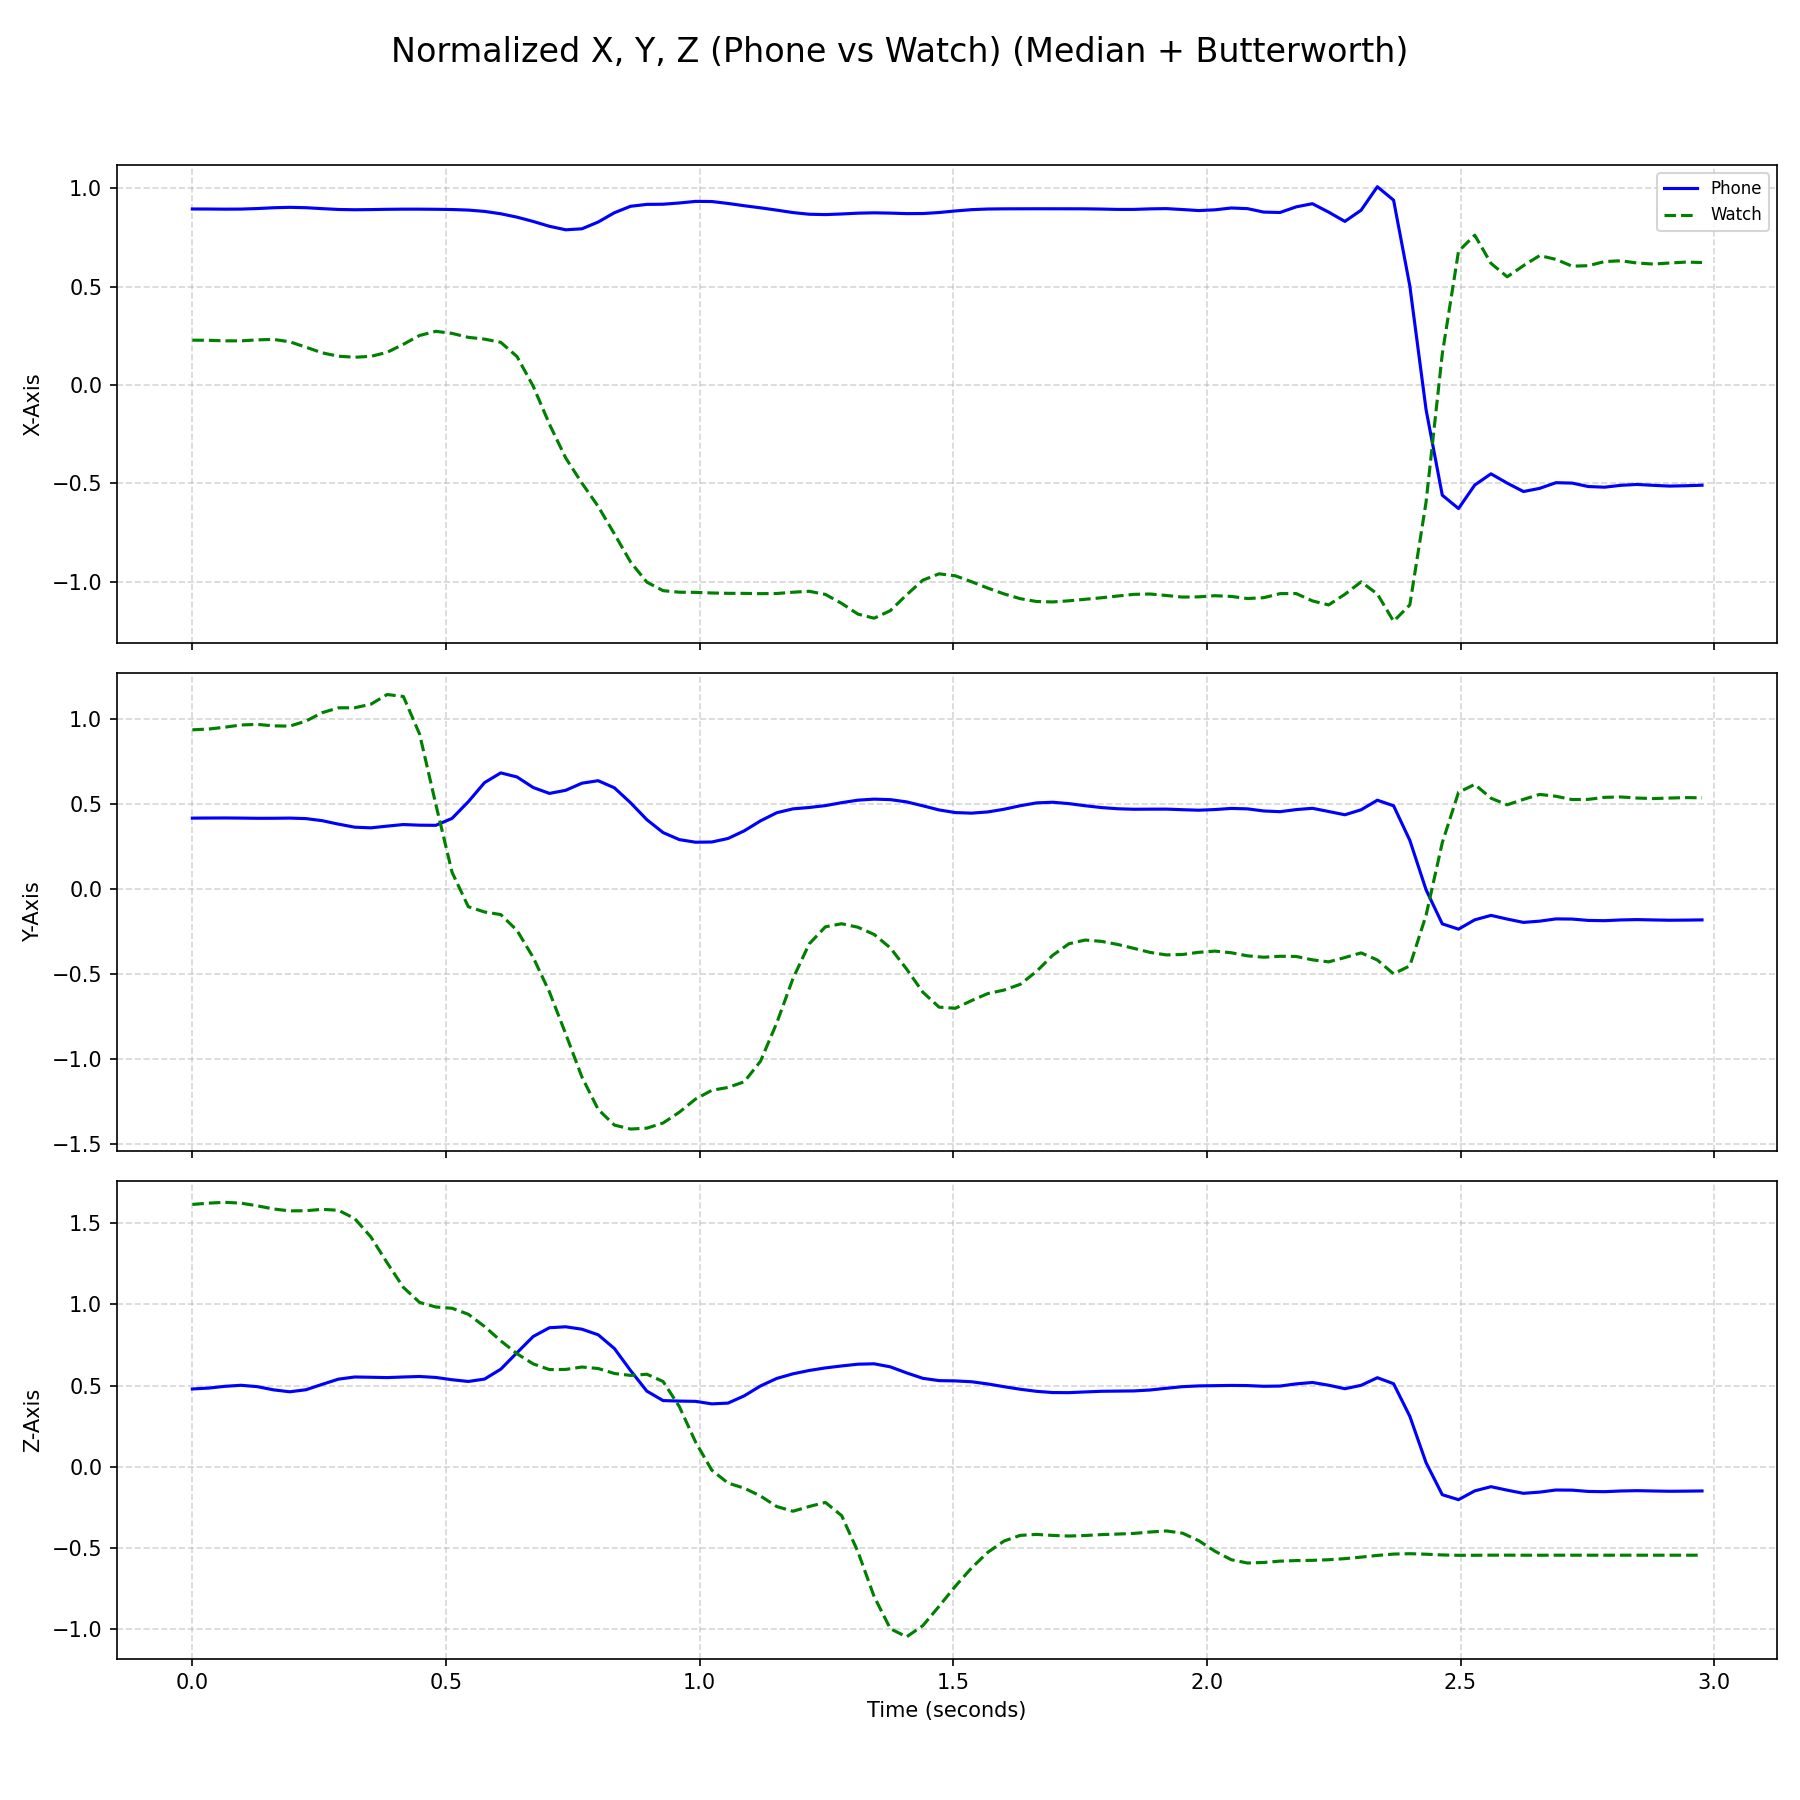 Normalized X, Y, Z (Phone vs Watch) (Median + Butterworth)
Phone
Watch
1.0
0.5
0.0
−0.5
−1.0
X-Axis
1.0
0.5
0.0
−0.5
−1.0
−1.5
Y-Axis
1.5
1.0
0.5
0.0
−0.5
−1.0
Z-Axis
0.0 0.5 1.0 1.5 2.0 2.5 3.0
Time (seconds)